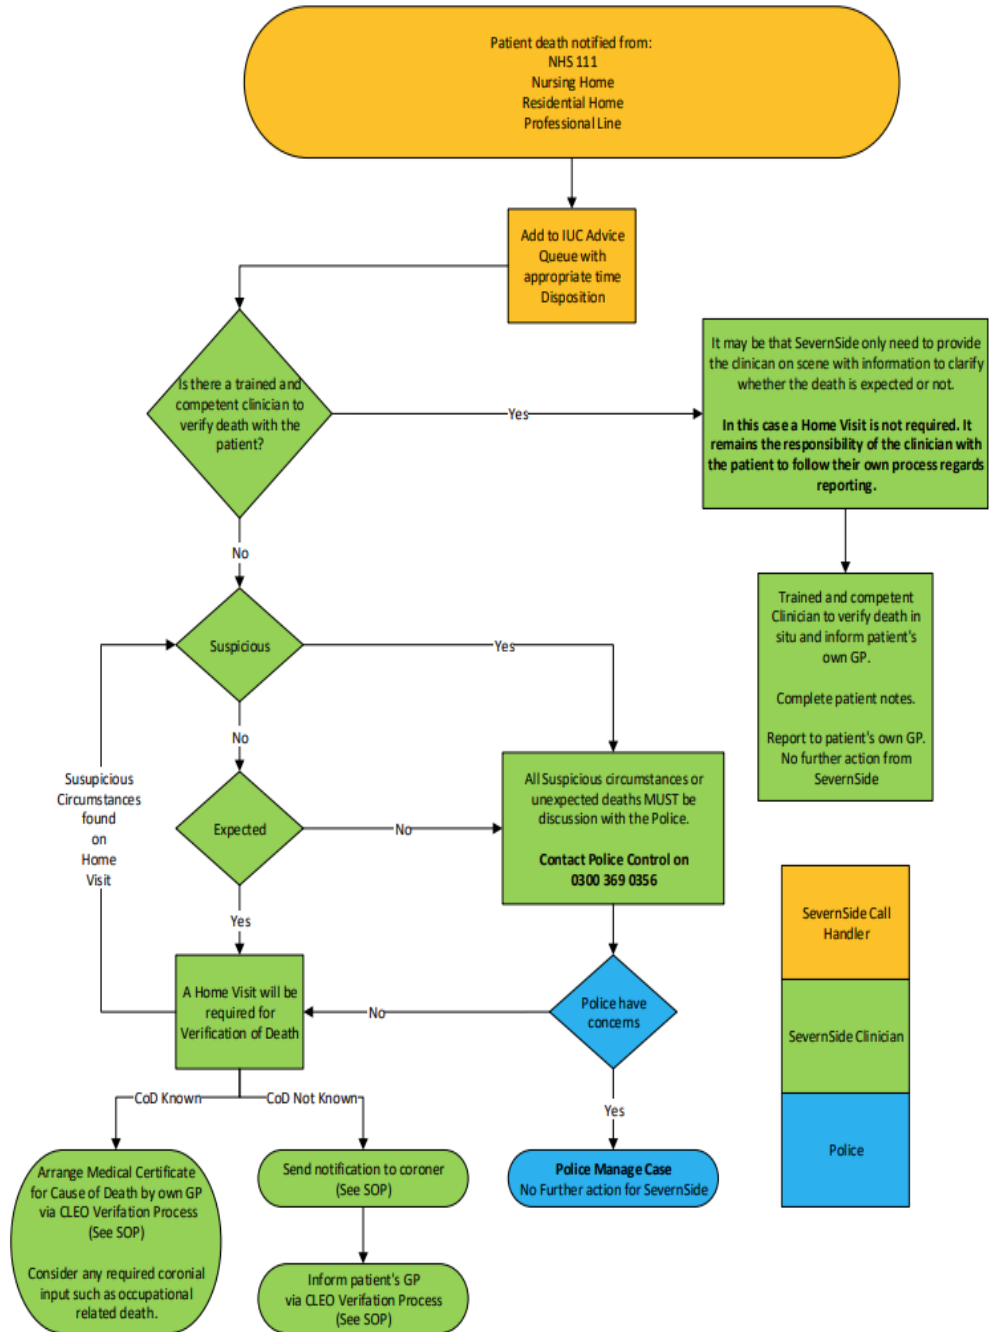 Patient death notified from:
NHS 111
Nursing Home
Residential Home
Professional Line
Add to IUC Advice
Queue with
appropriate time
Disposition
Is there a trained and
competent clinician to
verify death with the
patient?
Yes
It may be that SevernSide only need to provide
the clinican on scene with information to clarify
whether the death is expected or not.
In this case a Home Visit is not required. It
remains the responsibility of the clinician with
the patient to follow their own process regards
reporting.
Trained and competent
Clinician to verify death in
situ and inform patient's
own GP.
Complete patient notes.
Report to patient's own GP.
No further action from
SevernSide
No
Suspicious
Yes
No
Expected
No
All Suspicious circumstances or
unexpected deaths MUST be
discussion with the Police.
Contact Police Control on
0300 369 0356
Susupicious
Circumstances
found
on
Home
Visit
Yes
A Home Visit will be
required for
Verification of Death
No
Police have
concerns
Yes
Police Manage Case
No Further action for SevernSide
CoD Known
CoD Not Known
Arrange Medical Certificate
for Cause of Death by own GP
via CLEO Verifation Process
(See SOP)
Consider any required coronial
input such as occupational
related death.
Send notification to coroner
(See SOP)
Inform patient's GP
via CLEO Verifation Process
(See SOP)
SevernSide Call
Handler
SevernSide Clinician
Police